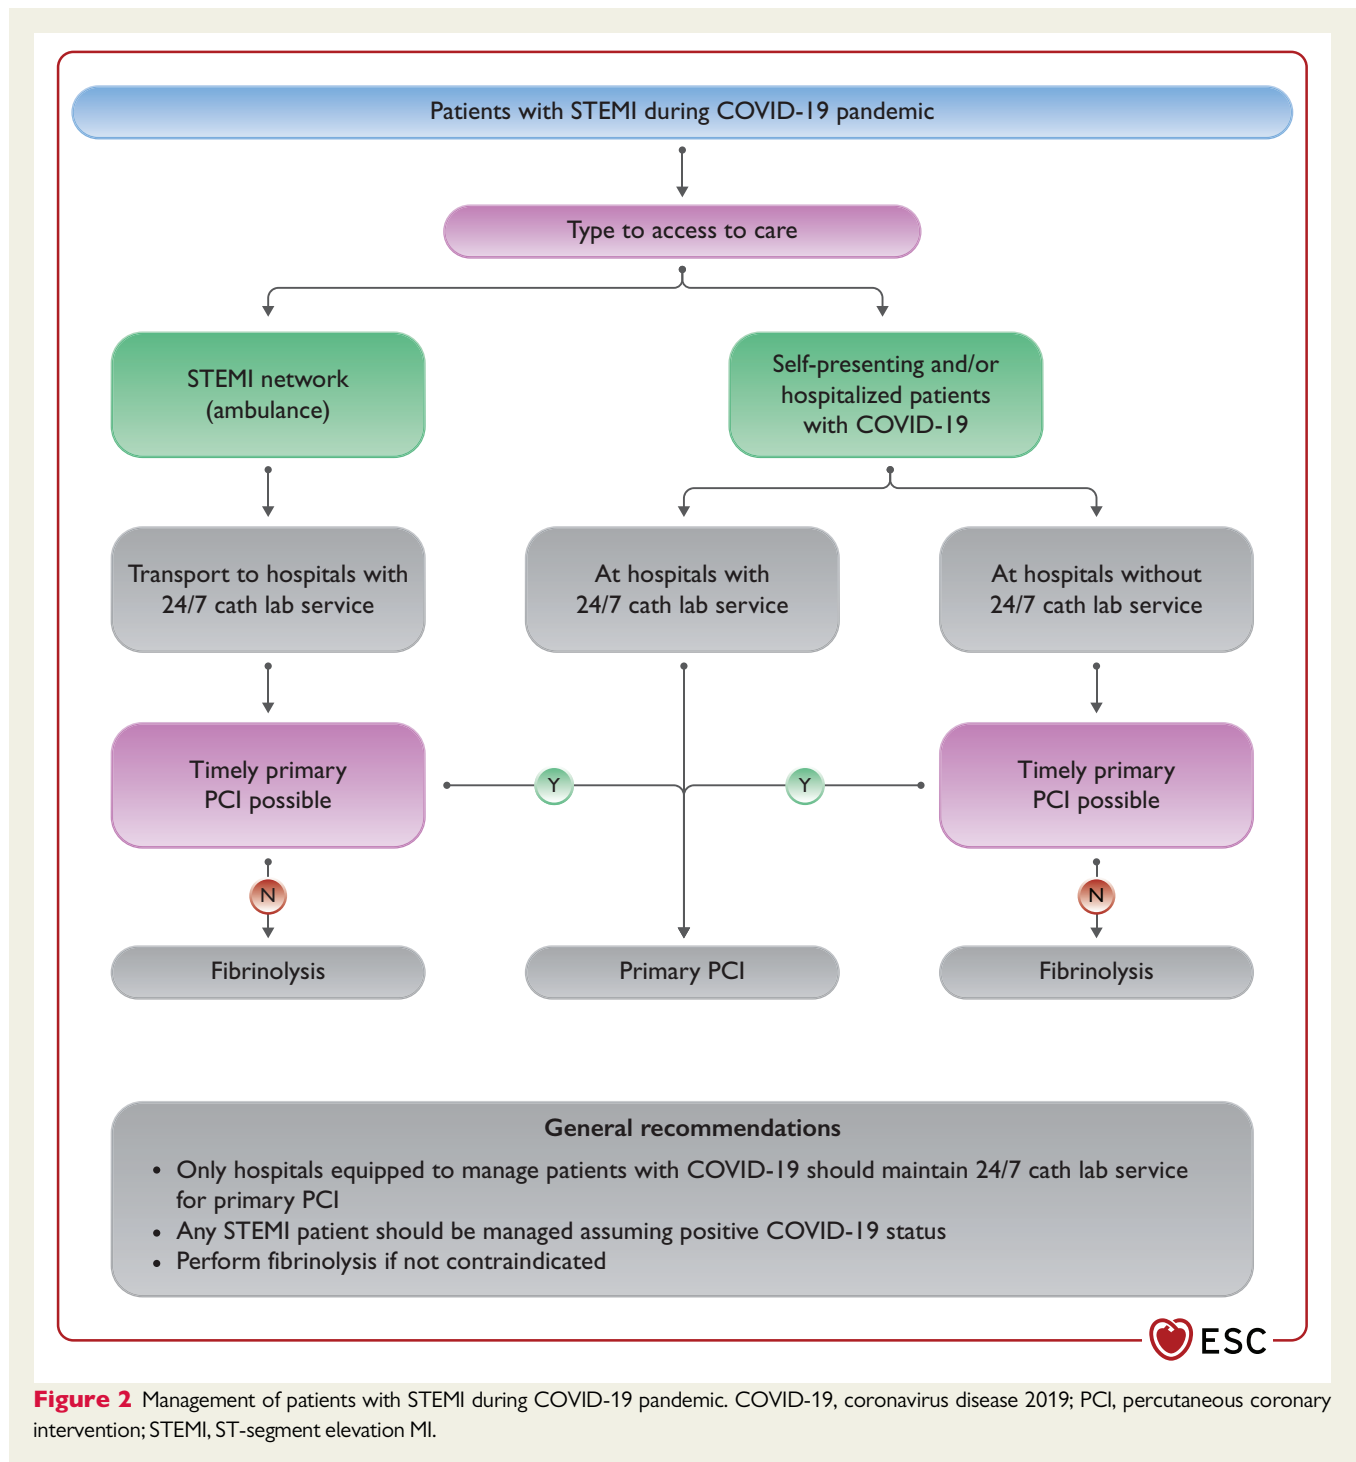 Patients with STEMI during COVID-19 pandemic
Type to access to care
STEMI network
(ambulance)
Self-presenting and/or
hospitalized patients
with COVID-19
Transport to hospitals with
24/7 cath lab service
At hospitals with
24/7 cath lab service
At hospitals without
24/7 cath lab service
Timely primary
PCI possible
Y
Y
Timely primary
PCI possible
N
N
Fibrinolysis
Primary PCI
Fibrinolysis
General recommendations
• Only hospitals equipped to manage patients with COVID-19 should maintain 24/7 cath lab service
for primary PCI
• Any STEMI patient should be managed assuming positive COVID-19 status
• Perform fibrinolysis if not contraindicated
ESC
Figure 2 Management of patients with STEMI during COVID-19 pandemic. COVID-19, coronavirus disease 2019; PCI, percutaneous coronary
intervention; STEMI, ST-segment elevation MI.